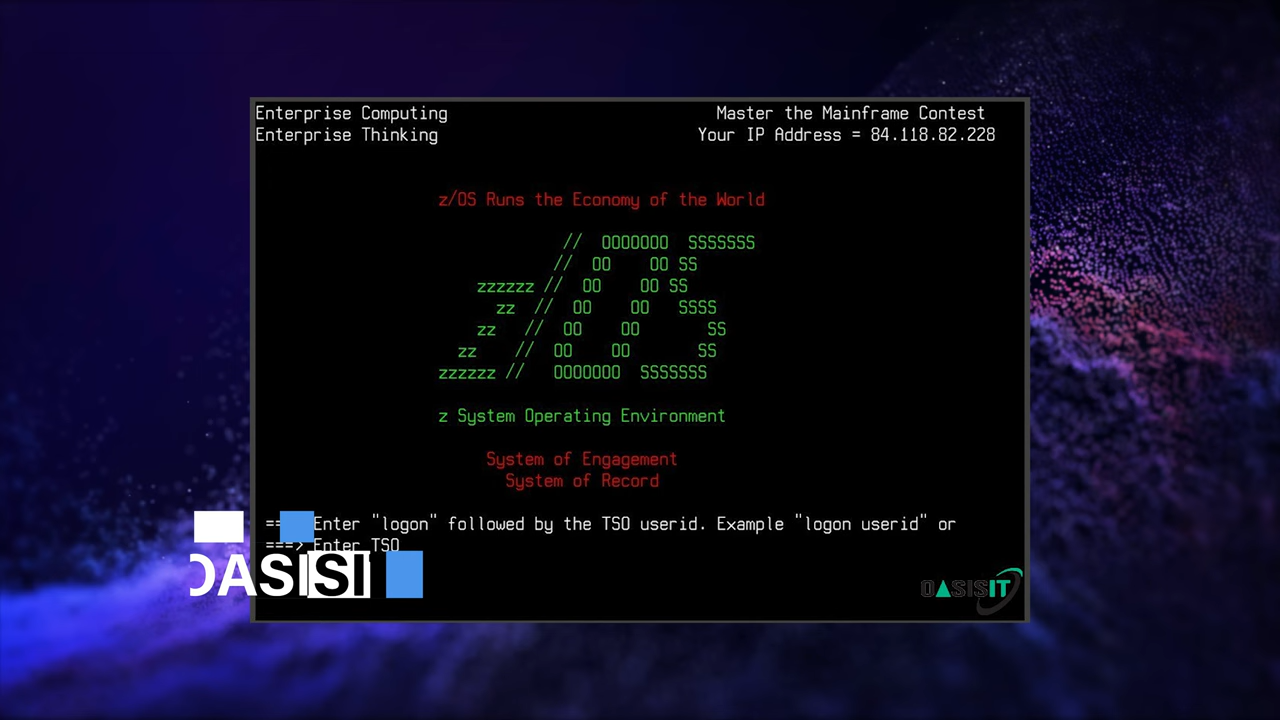 Enterprise Computing Master the Mainframe Contest
Enterprise Thinking Your IP Address = 84.118.82.228
z/OS Runs the Economy of the World
// OOOOOOO SSSSSSS
// OO OO SS
zzzzzz // OO OO SS
zz // OO OO SSSS
zz // OO OO SS
zz // OO OO SS
zzzzzz // OOOOOOO SSSSSSS
z System Operating Environment
System of Engagement
System of Record
Enter "logon" followed by the TSO userid. Example "logon userid" or
===> Enter TSO
OASISIT